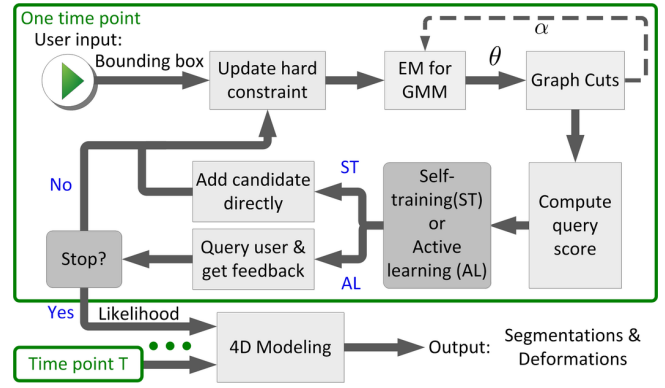 One time point
User input:
Bounding box
Update hard
constraint
EM for
GMM
θ
α
Graph Cuts
No
Add candidate
directly
ST
Self-
training(ST)
or
Active
learning (AL)
Compute
query
score
Stop?
Query user &
get feedback
AL
Yes
Likelihood
Time point T
4D Modeling
Output:
Segmentations &
Deformations